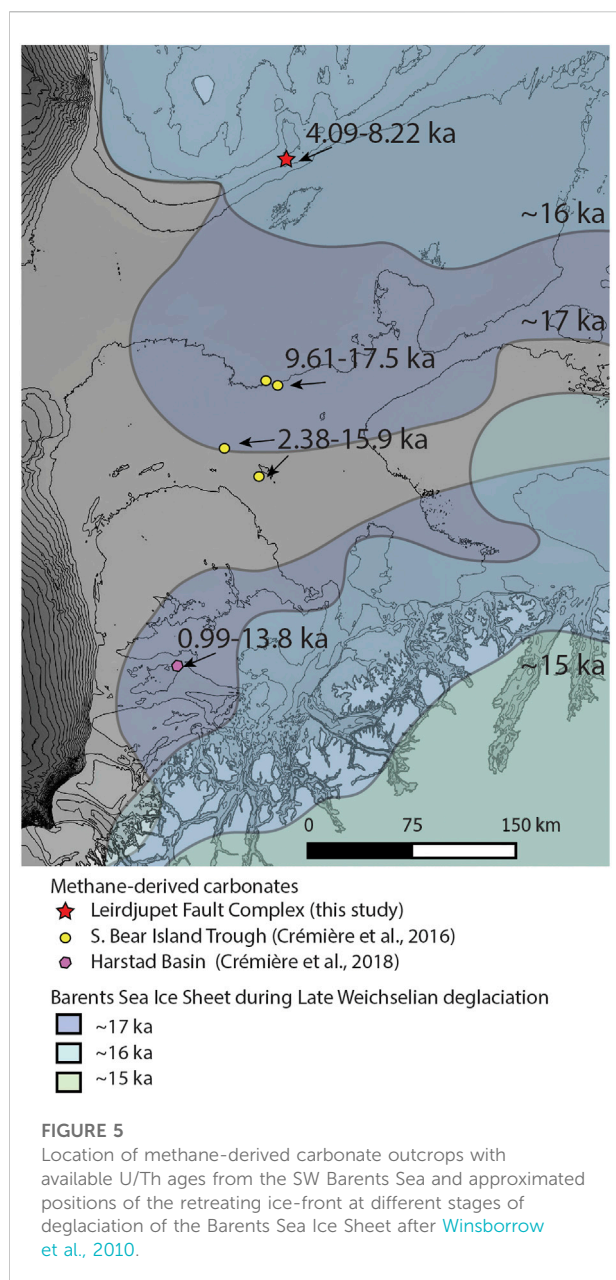 4.09-8.22 ka
~16 ka
~17 ka
9.61-17.5 ka
2.38-15.9 ka
0.99-13.8 ka
~15 ka
0 75 150 km
Methane-derived carbonates
Leirdjupet Fault Complex (this study)
S. Bear Island Trough (Crémière et al., 2016)
Harstad Basin (Crémière et al., 2018)
Barents Sea Ice Sheet during Late Weichselian deglaciation
~17 ka
~16 ka
~15 ka
FIGURE 5
Location of methane-derived carbonate outcrops with
available U/Th ages from the SW Barents Sea and approximated
positions of the retreating ice-front at different stages of
deglaciation of the Barents Sea Ice Sheet after Winsborrow
et al., 2010.